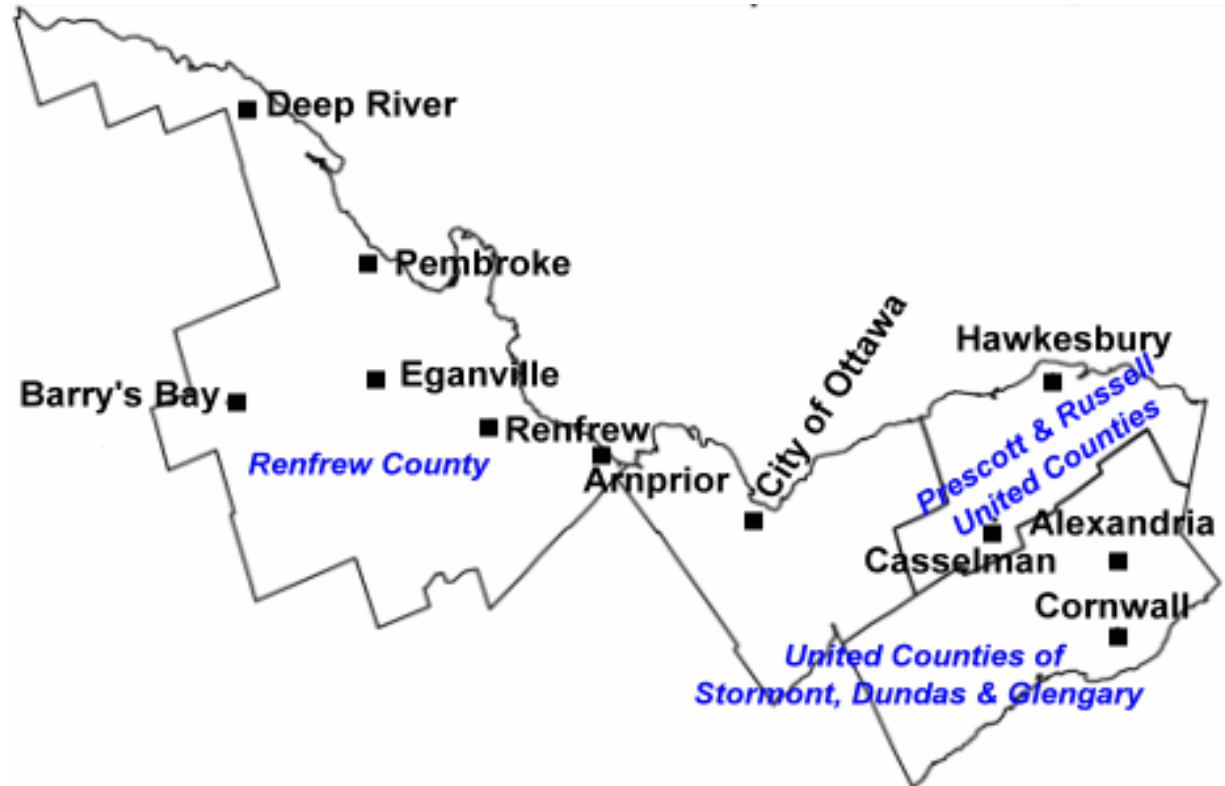 Deep River
Pembroke
City of Ottawa
Hawkesbury
Eganville
Barry's Bay
Renfrew
Prescott & Russell
United Counties
Renfrew County
Arnprior
Alexandria
Casselman
Cornwall
United Counties of
Stormont, Dundas & Glengary